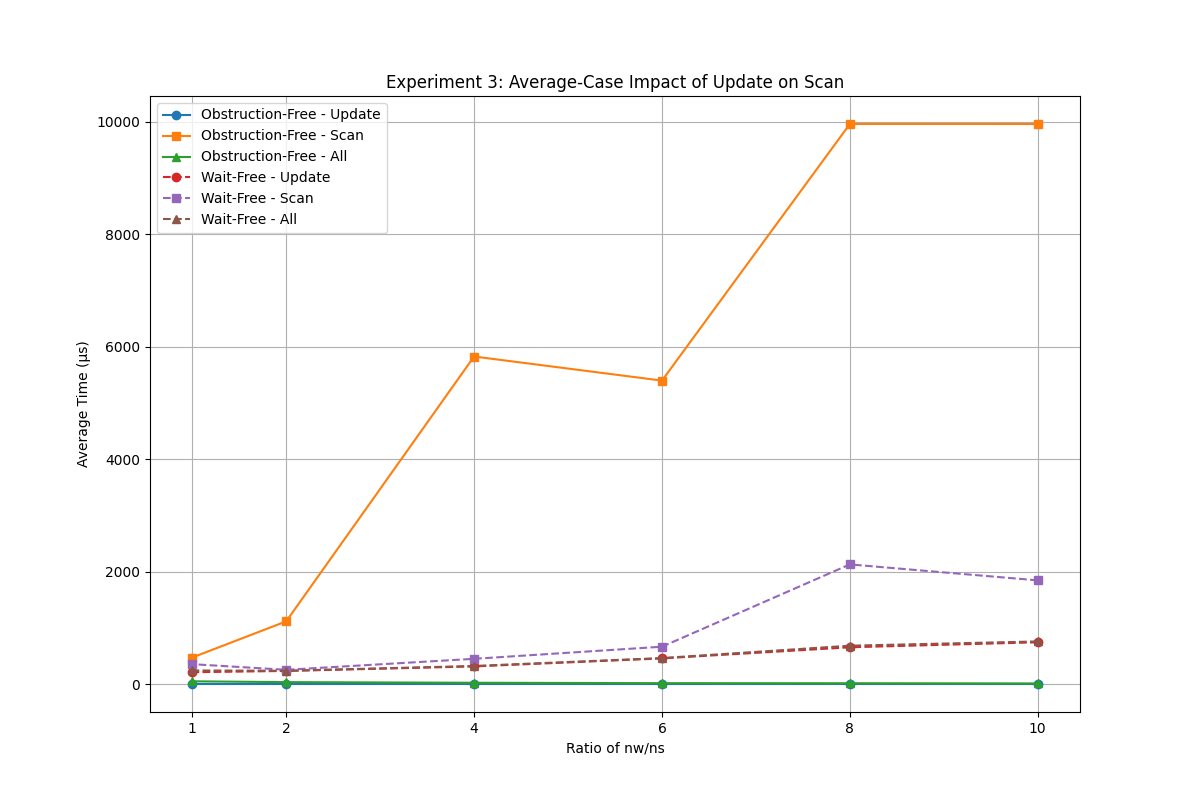 Experiment 3: Average-Case Impact of Update on Scan
Obstruction-Free - Update
Obstruction-Free - Scan
Obstruction-Free - All
Wait-Free - Update
Wait-Free - Scan
Wait-Free - All
Average Time (µs)
10000
8000
6000
4000
2000
0
1 2 4 6 8 10
Ratio of nw/ns